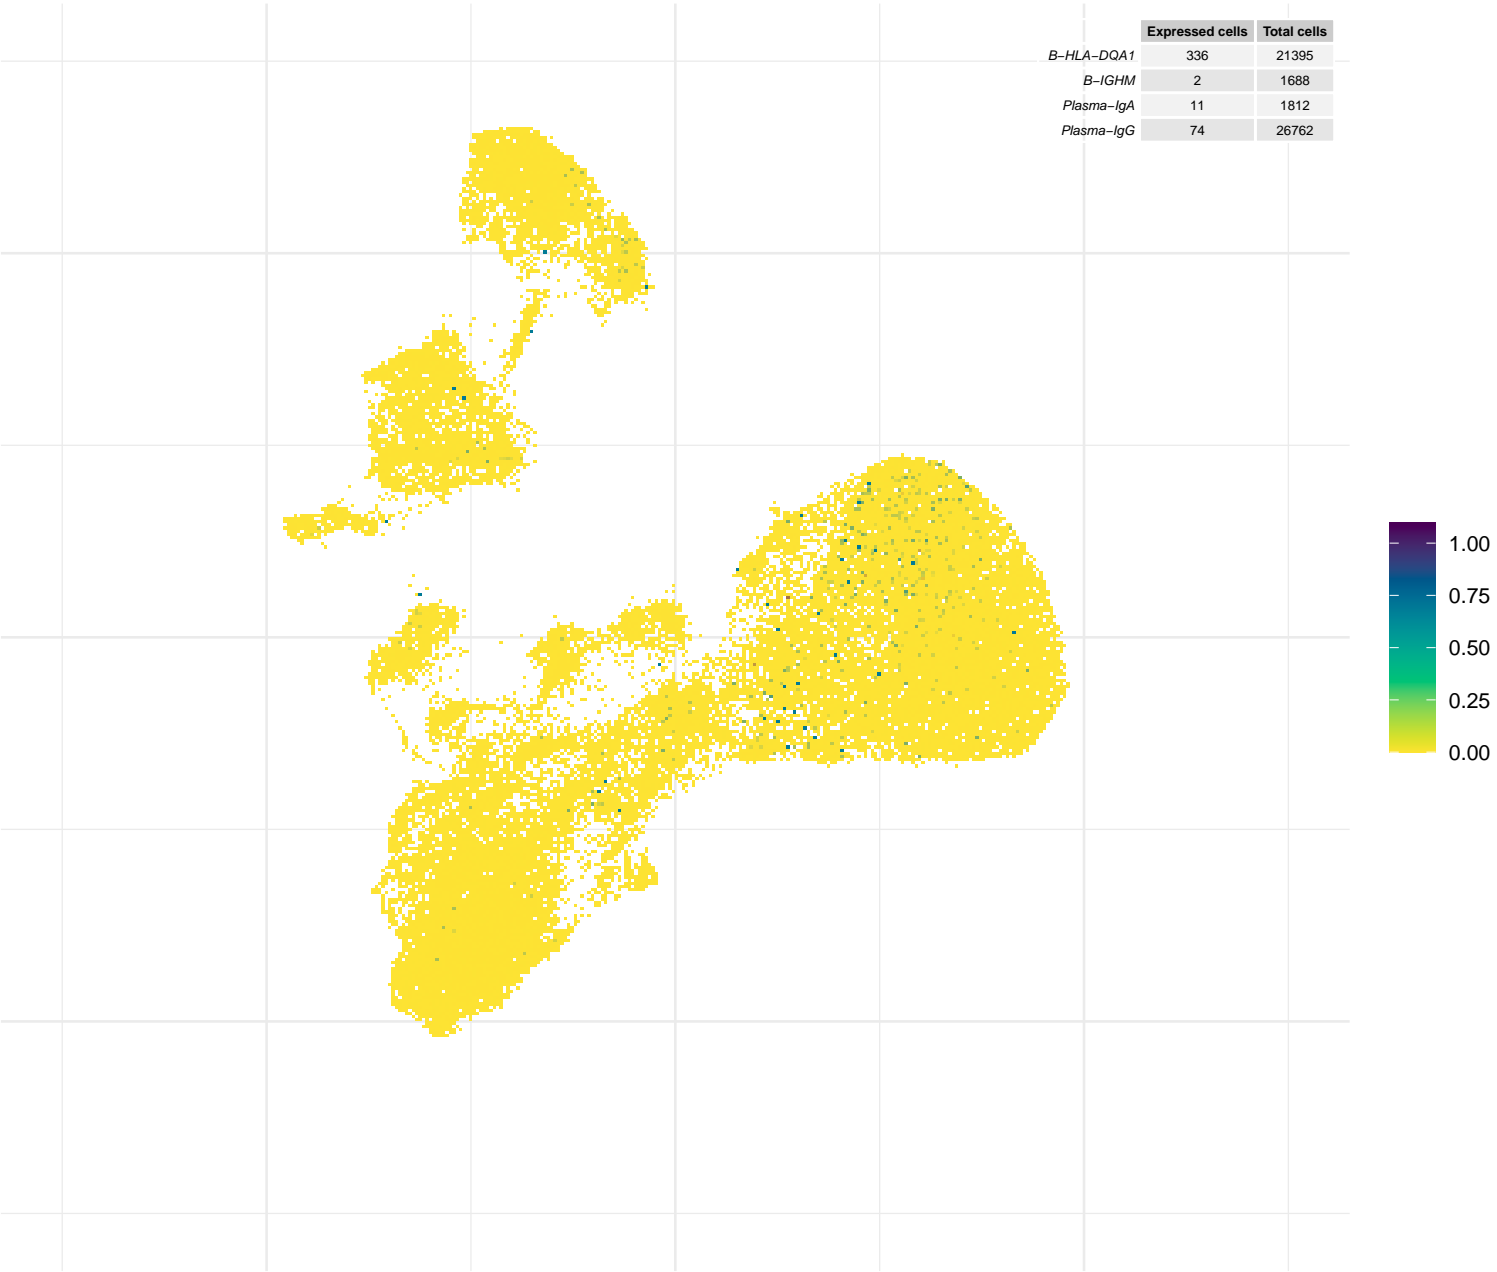 Expressed cells Total cells
B−HLA−DQA1 336 21395
B−IGHM 2 1688
Plasma−IgA 11 1812
Plasma−IgG 74 26762
1.00
0.75
0.50
0.25
0.00